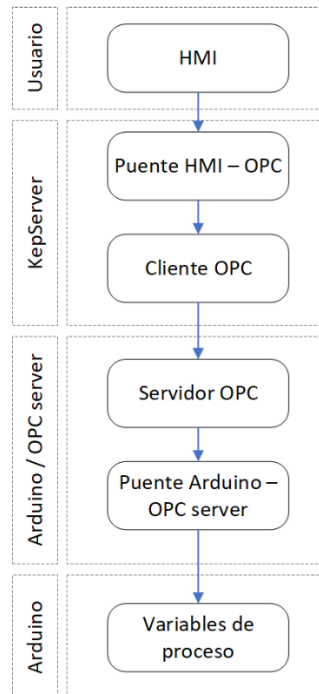 Usuario
HMI
KepServer
Puente HMI – OPC
Cliente OPC
Arduino / OPC server
Servidor OPC
Puente Arduino –
OPC server
Arduino
Variables de
proceso